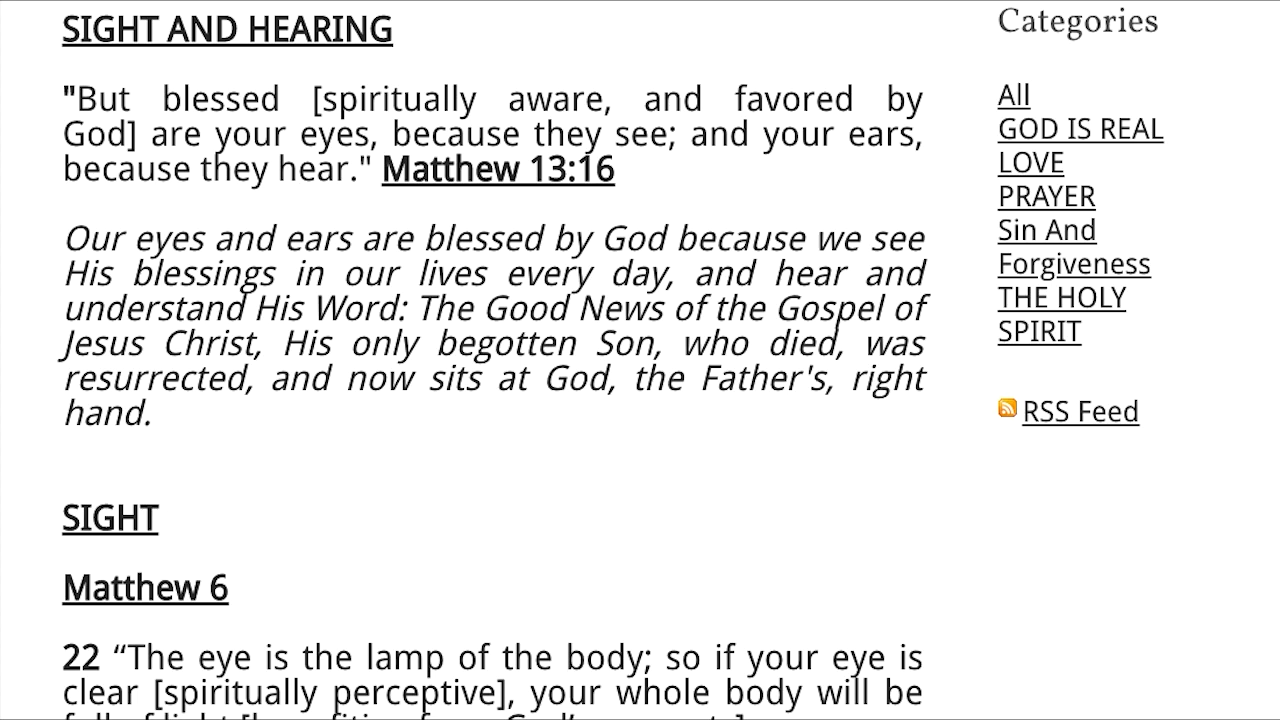 SIGHT AND HEARING
"But blessed [spiritually aware, and favored by
God] are your eyes, because they see; and your ears,
because they hear." Matthew 13:16
Our eyes and ears are blessed by God because we see
His blessings in our lives every day, and hear and
understand His Word: The Good News of the Gospel of
Jesus Christ, His only begotten Son, who died, was
resurrected, and now sits at God, the Father's, right
hand.
SIGHT
Matthew 6
22 “The eye is the lamp of the body; so if your eye is
clear [spiritually perceptive], your whole body will be
Categories
All
GOD IS REAL
LOVE
PRAYER
Sin And
Forgiveness
THE HOLY
SPIRIT
RSS Feed